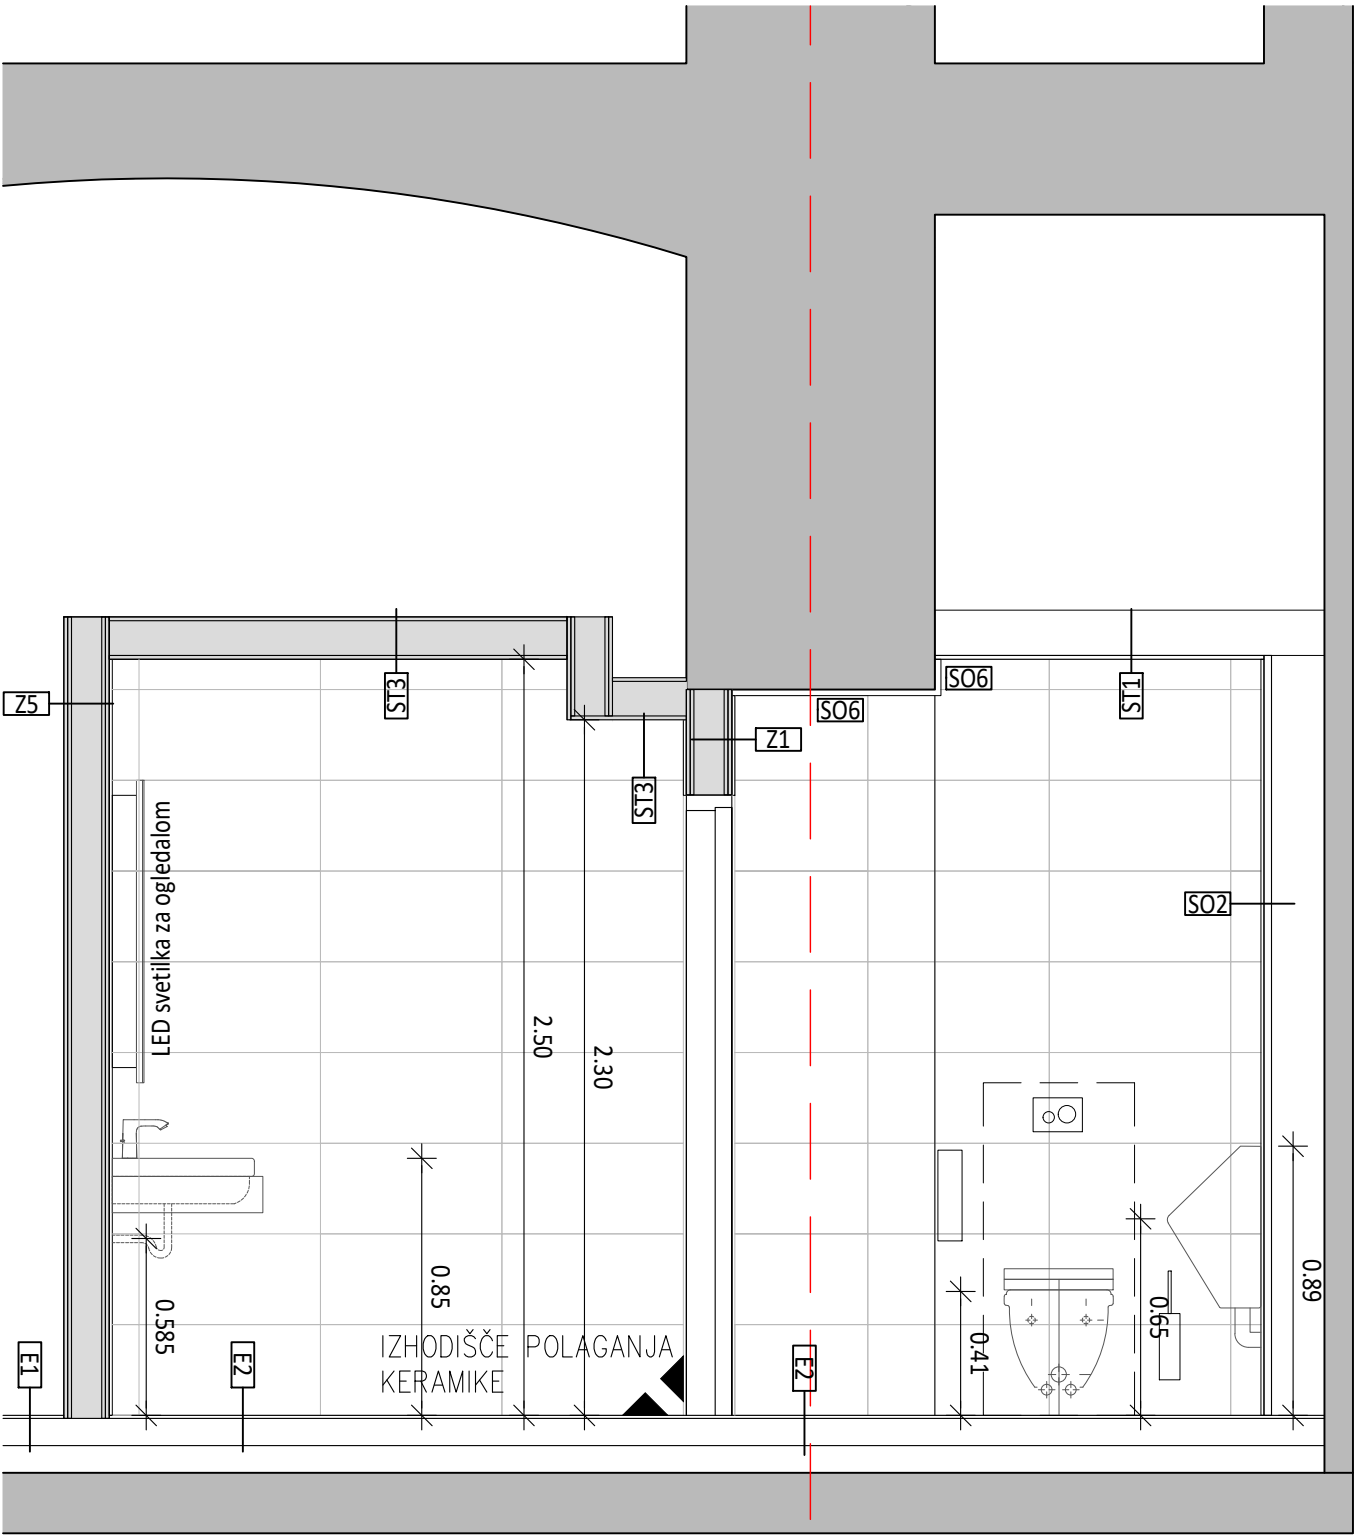 SO6
SO6
ST1
ST3
Z5
Z1
ST3
LED svetilka za ogledalom
SO2
2.50
2.30
0.85
0.585
0.89
0.65
0.41
IZHODIŠČE POLAGANJA
KERAMIKE
E1
E2
E2